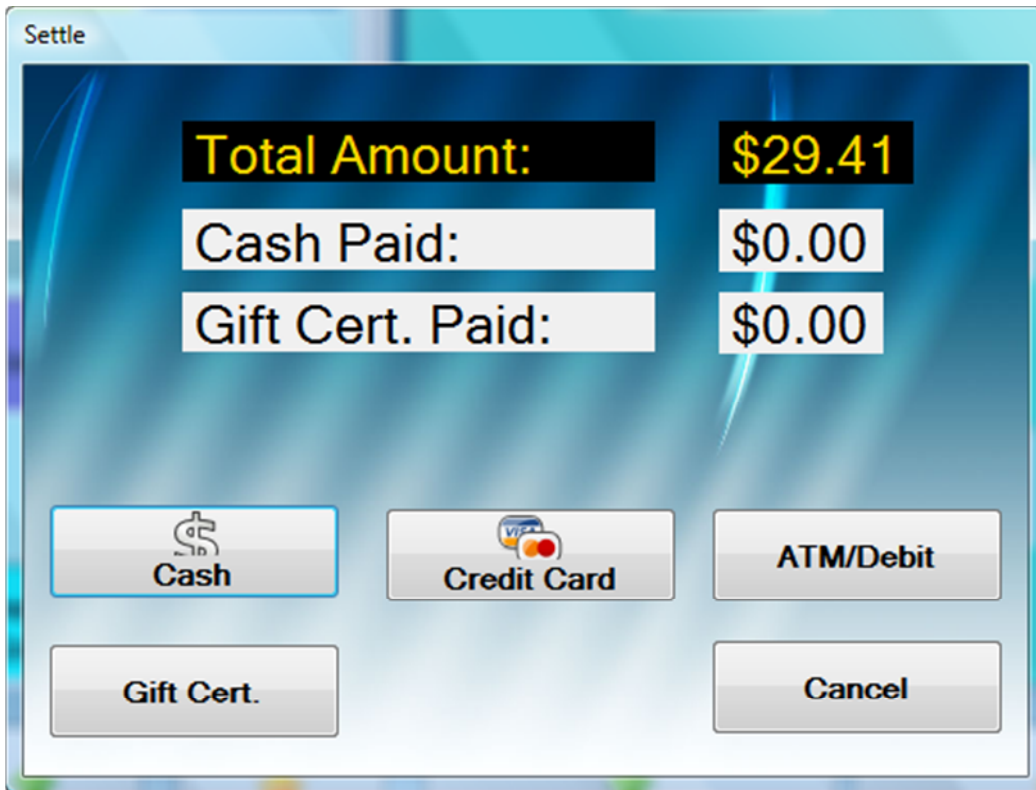 Settle
Total Amount: $29.41
Cash Paid: $0.00
Gift Cert. Paid: $0.00
$
Cash
VISA
Credit Card
ATM/Debit
Gift Cert.
Cancel